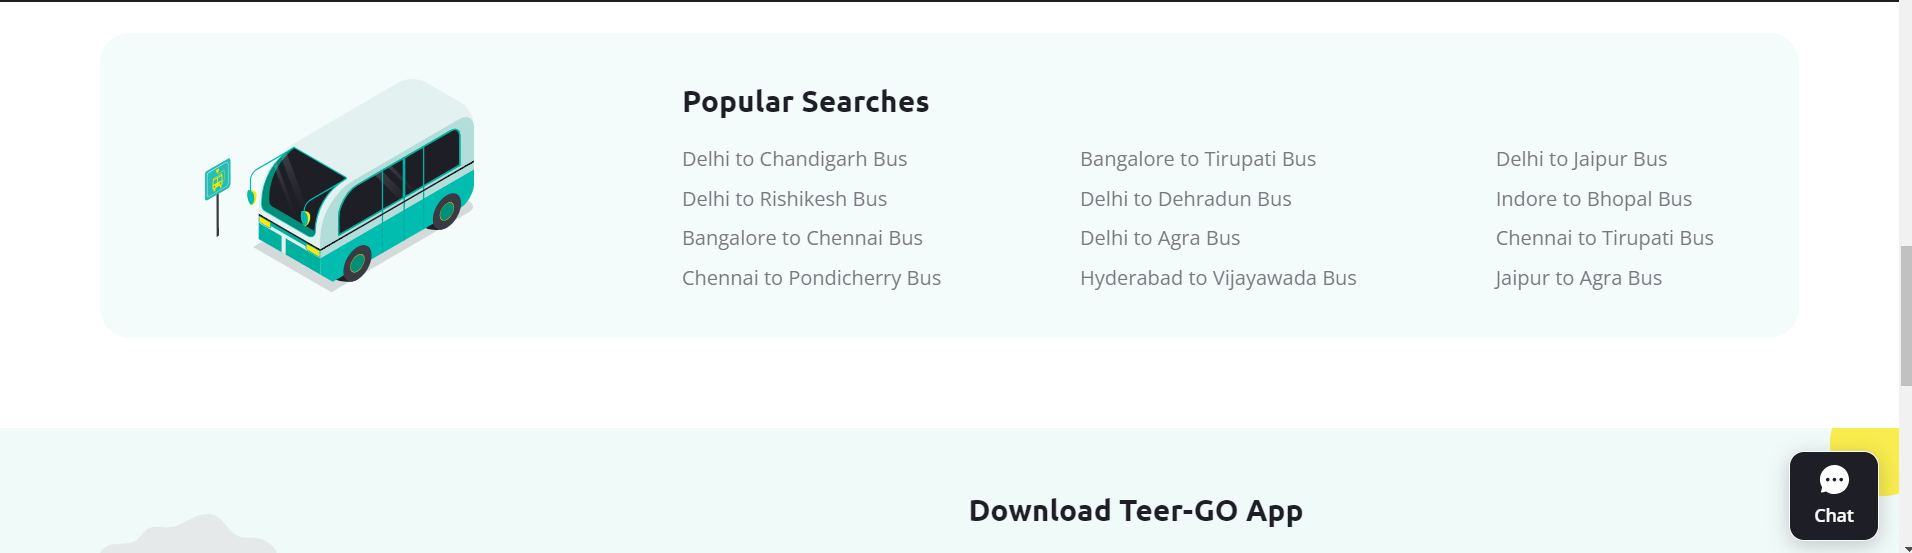 Popular Searches
Delhi to Chandigarh Bus
Bangalore to Tirupati Bus
Delhi to Jaipur Bus
Delhi to Rishikesh Bus
Delhi to Dehradun Bus
Indore to Bhopal Bus
Bangalore to Chennai Bus
Delhi to Agra Bus
Chennai to Tirupati Bus
Chennai to Pondicherry Bus
Hyderabad to Vijayawada Bus
Jaipur to Agra Bus
Download Teer-GO App
Chat